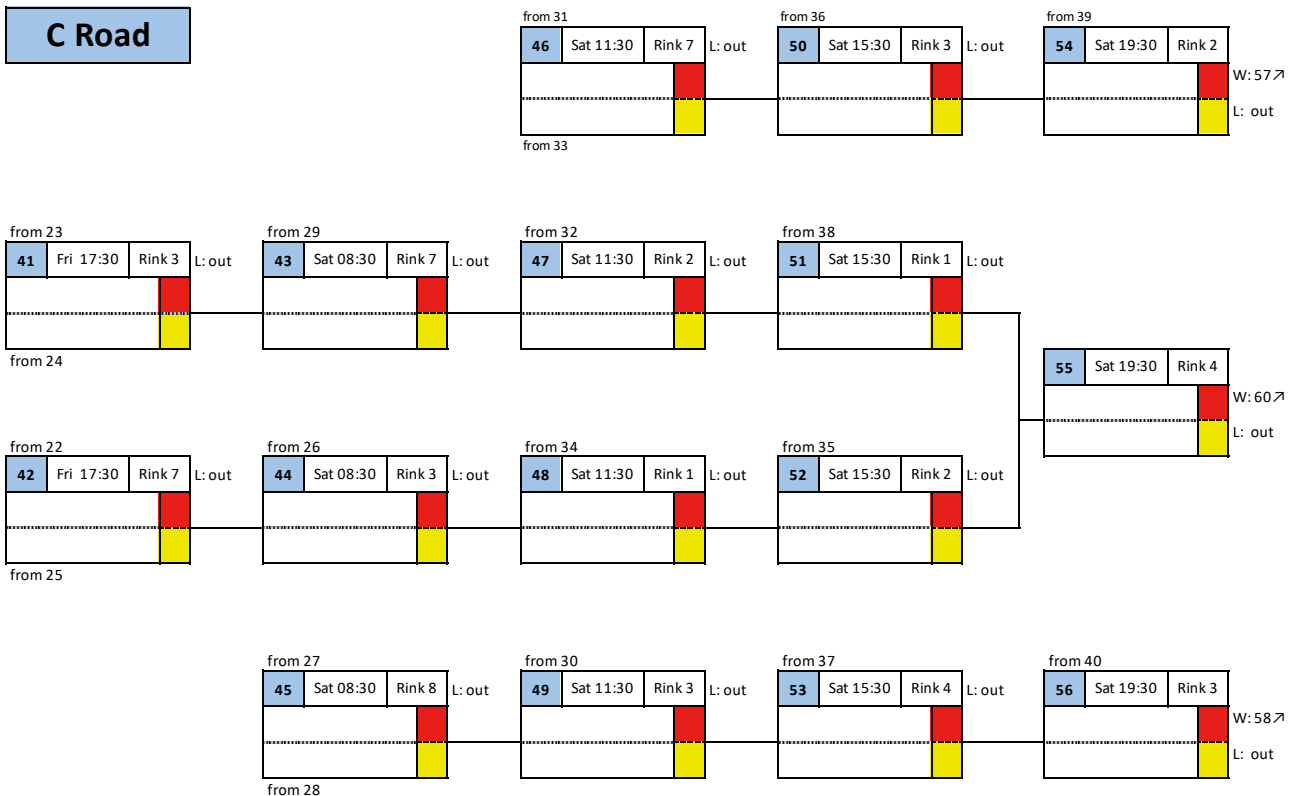 C Road
from 31
from 36
from 39
46 Sat 11:30 Rink 7 L: out
50 Sat 15:30 Rink 3 L: out
54 Sat 19:30 Rink 2
W: 57↗
L: out
from 33
from 23
from 29
from 32
from 38
41 Fri 17:30 Rink 3 L: out
43 Sat 08:30 Rink 7 L: out
47 Sat 11:30 Rink 2 L: out
51 Sat 15:30 Rink 1 L: out
from 24
55 Sat 19:30 Rink 4
W: 60↗
L: out
from 22
from 26
from 34
from 35
42 Fri 17:30 Rink 7 L: out
44 Sat 08:30 Rink 3 L: out
48 Sat 11:30 Rink 1 L: out
52 Sat 15:30 Rink 2 L: out
from 25
from 27
from 30
from 37
from 40
45 Sat 08:30 Rink 8 L: out
49 Sat 11:30 Rink 3 L: out
53 Sat 15:30 Rink 4 L: out
56 Sat 19:30 Rink 3
W: 58↗
L: out
from 28